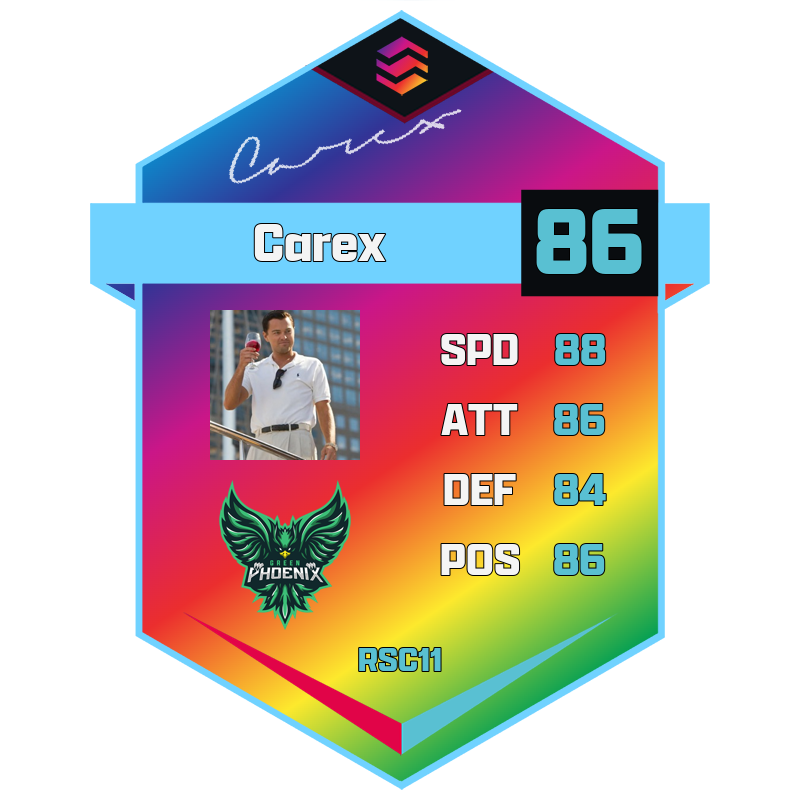 Carex
Carex
86
SPD 88
ATT 86
DEF 84
POS 86
GREEN
PHOENIX
RSC11